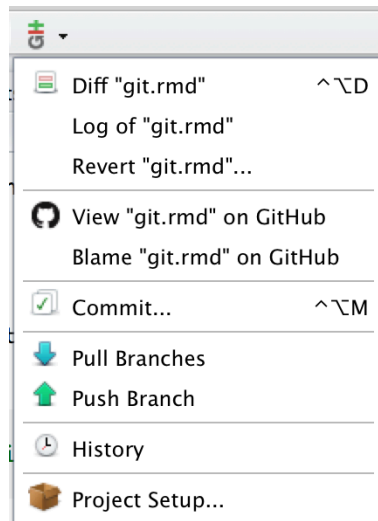 git
Diff "git.rmd" ^⌥D
Log of "git.rmd"
Revert "git.rmd"...
View "git.rmd" on GitHub
Blame "git.rmd" on GitHub
Commit... ^⌥M
Pull Branches
Push Branch
History
Project Setup...